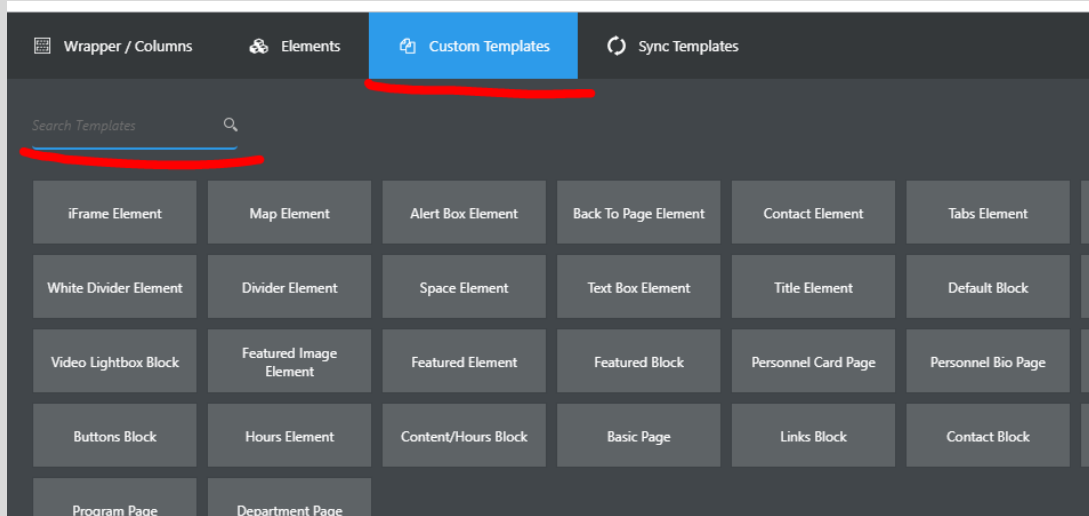 Wrapper / Columns
Elements
Custom Templates
Sync Templates
Search Templates
iFrame Element
Map Element
Alert Box Element
Back To Page Element
Contact Element
Tabs Element
White Divider Element
Divider Element
Space Element
Text Box Element
Title Element
Default Block
Video Lightbox Block
Featured Image
Element
Featured Element
Featured Block
Personnel Card Page
Personnel Bio Page
Buttons Block
Hours Element
Content/Hours Block
Basic Page
Links Block
Contact Block
Program Page
Department Page